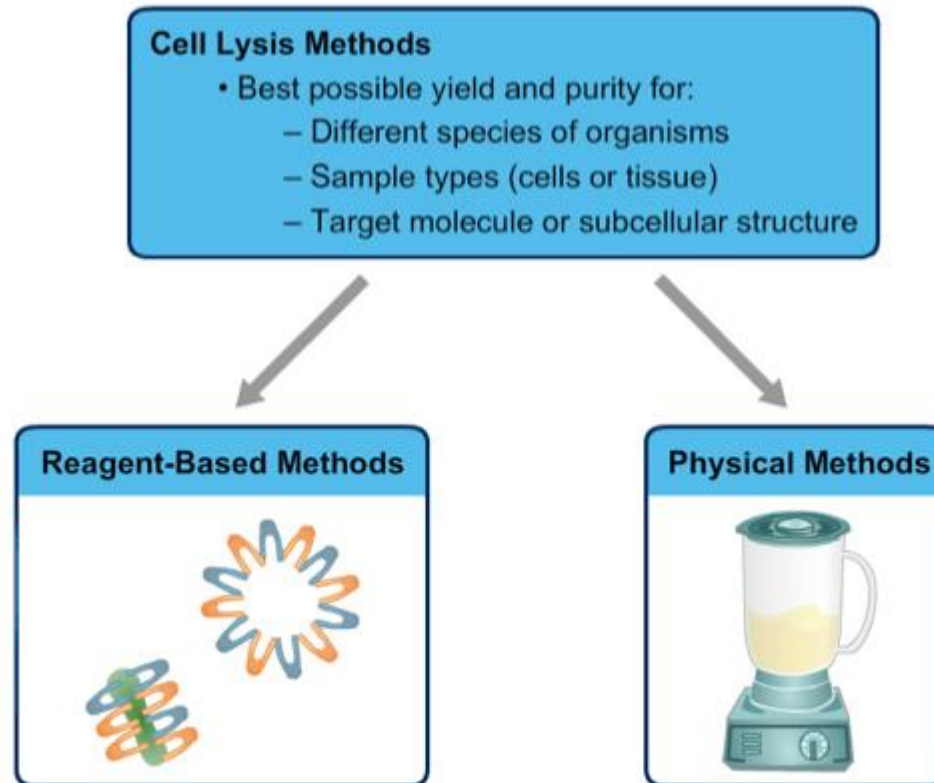 Cell Lysis Methods
• Best possible yield and purity for:
– Different species of organisms
– Sample types (cells or tissue)
– Target molecule or subcellular structure
Reagent-Based Methods
Physical Methods